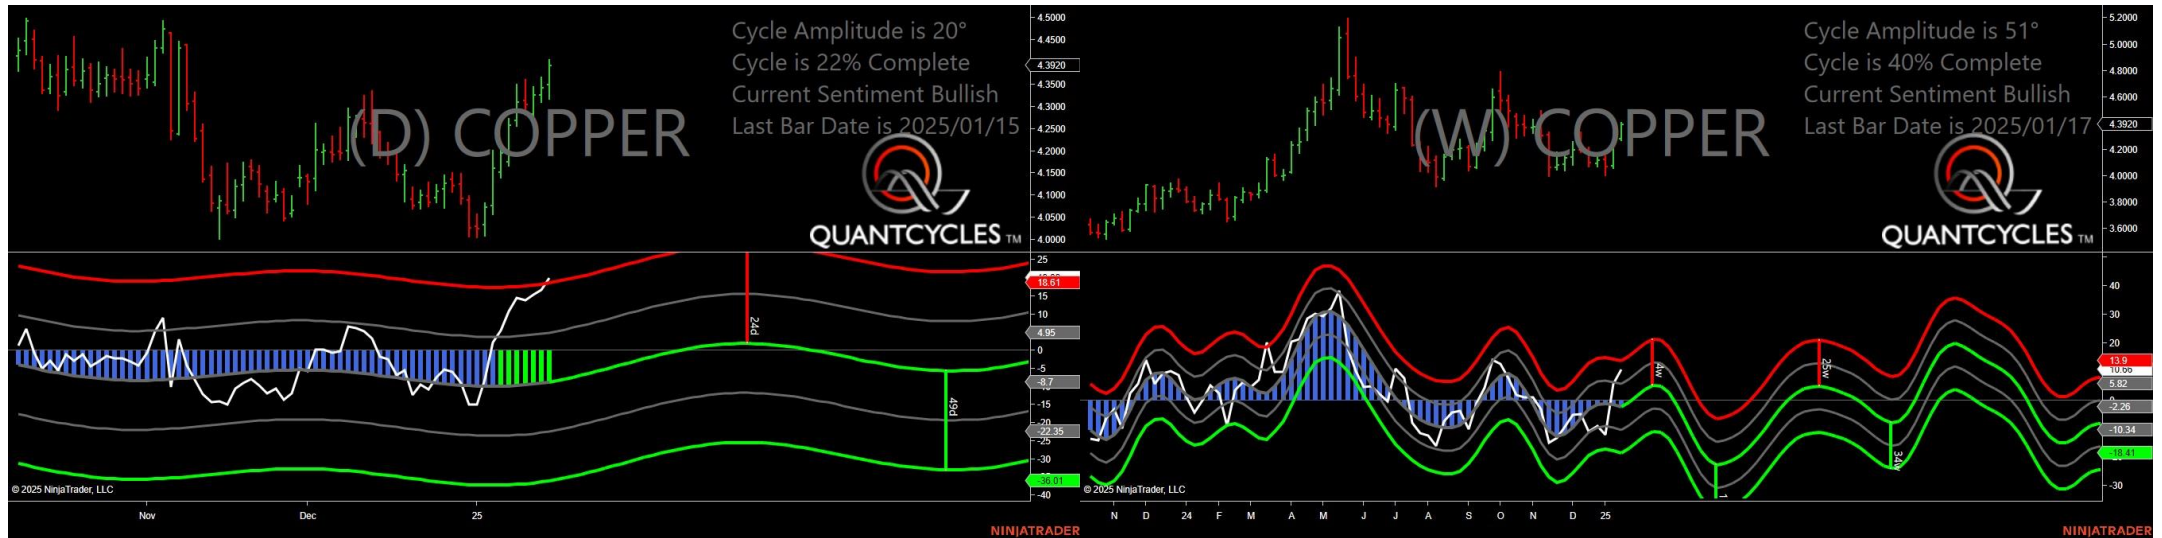 Cycle Amplitude is 20°
Cycle is 22% Complete
Current Sentiment Bullish
Last Bar Date is 2025/01/15
(D) COPPER
QUANTCYCLES TM
4.5000
4.4500
4.3920
4.3500
4.3000
4.2500
4.2000
4.1500
4.1000
4.0500
4.0000
25
18.61
15
10
4.95
0
-5
-8.7
-15
-22.35
-25
-30
-36.01
-40
24d
49d
© 2025 NinjaTrader, LLC
Nov
Dec
25
NINJATRADER
Cycle Amplitude is 51°
Cycle is 40% Complete
Current Sentiment Bullish
Last Bar Date is 2025/01/17
(W) COPPER
QUANTCYCLES TM
5.2000
5.0000
4.8000
4.6000
4.3920
4.2000
4.0000
3.8000
3.6000
40
30
20
13.9
10.66
5.82
-2.26
-10.34
-18.41
-30
25w
34w
© 2025 NinjaTrader, LLC
N D 24 F M A M J J A S O N D 25
NINJATRADER